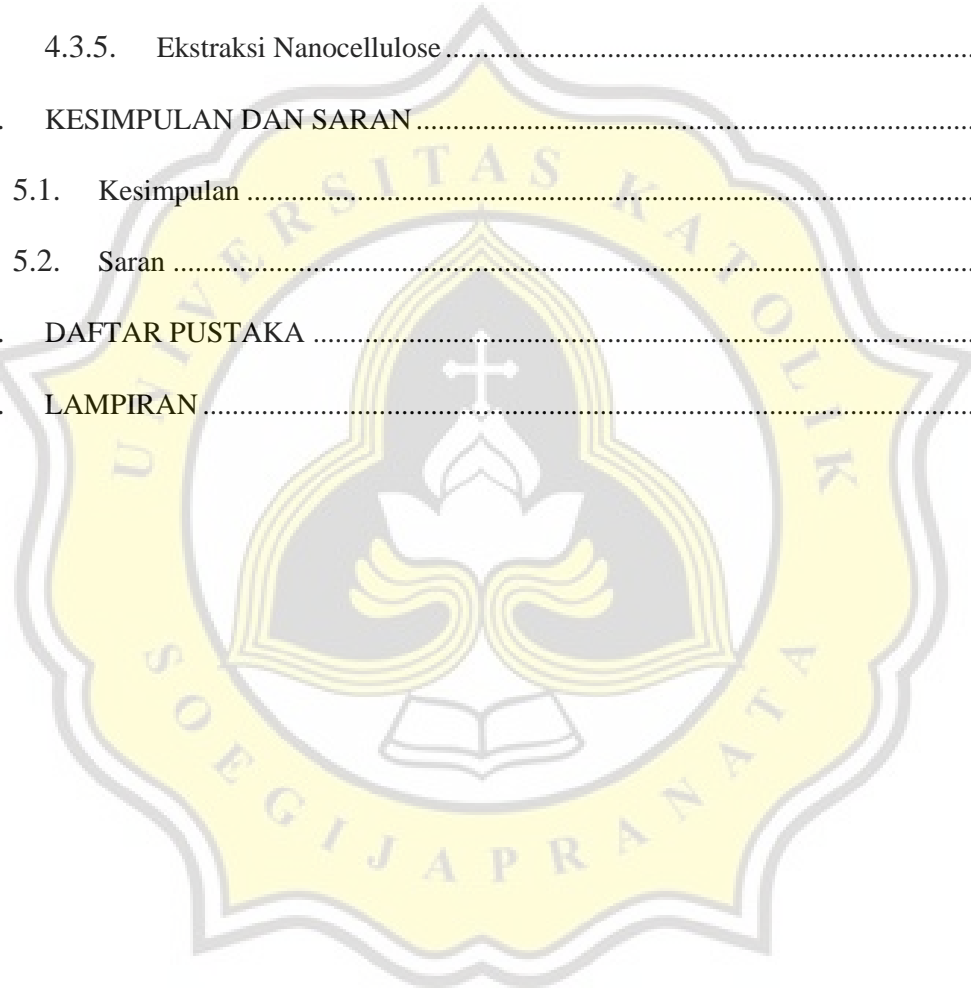 4.3.5. Ekstraksi Nanocellulose ........................................................................
. KESIMPULAN DAN SARAN ............................................................................
5.1. Kesimpulan ....................................................................................................
5.2. Saran ..............................................................................................................
. DAFTAR PUSTAKA ..........................................................................................
. LAMPIRAN .........................................................................................................
UNIVERSITAS KATOLIK
SOEGIJAPRANATA